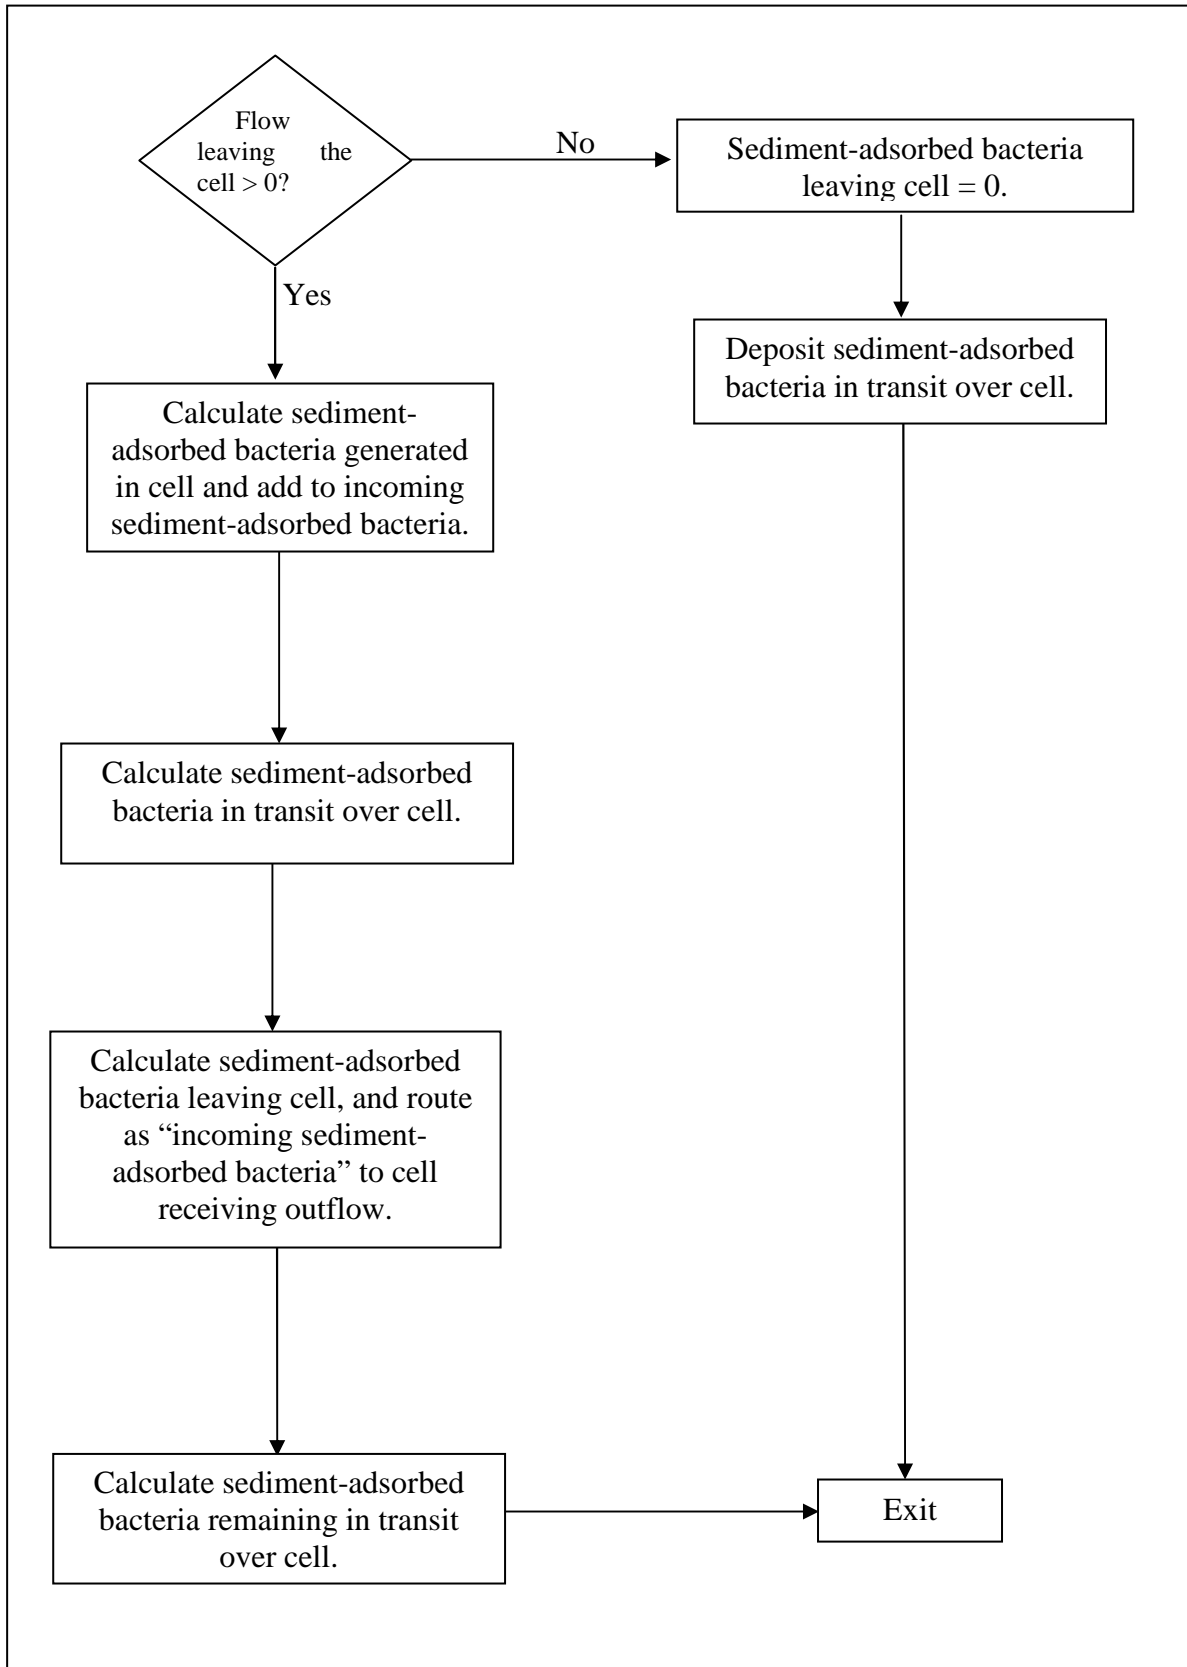 Flow
leaving the
cell > 0?
No
Sediment-adsorbed bacteria
leaving cell = 0.
Yes
Deposit sediment-adsorbed
bacteria in transit over cell.
Calculate sediment-
adsorbed bacteria generated
in cell and add to incoming
sediment-adsorbed bacteria.
Calculate sediment-adsorbed
bacteria in transit over cell.
Calculate sediment-adsorbed
bacteria leaving cell, and route
as “incoming sediment-
adsorbed bacteria” to cell
receiving outflow.
Calculate sediment-adsorbed
bacteria remaining in transit
over cell.
Exit